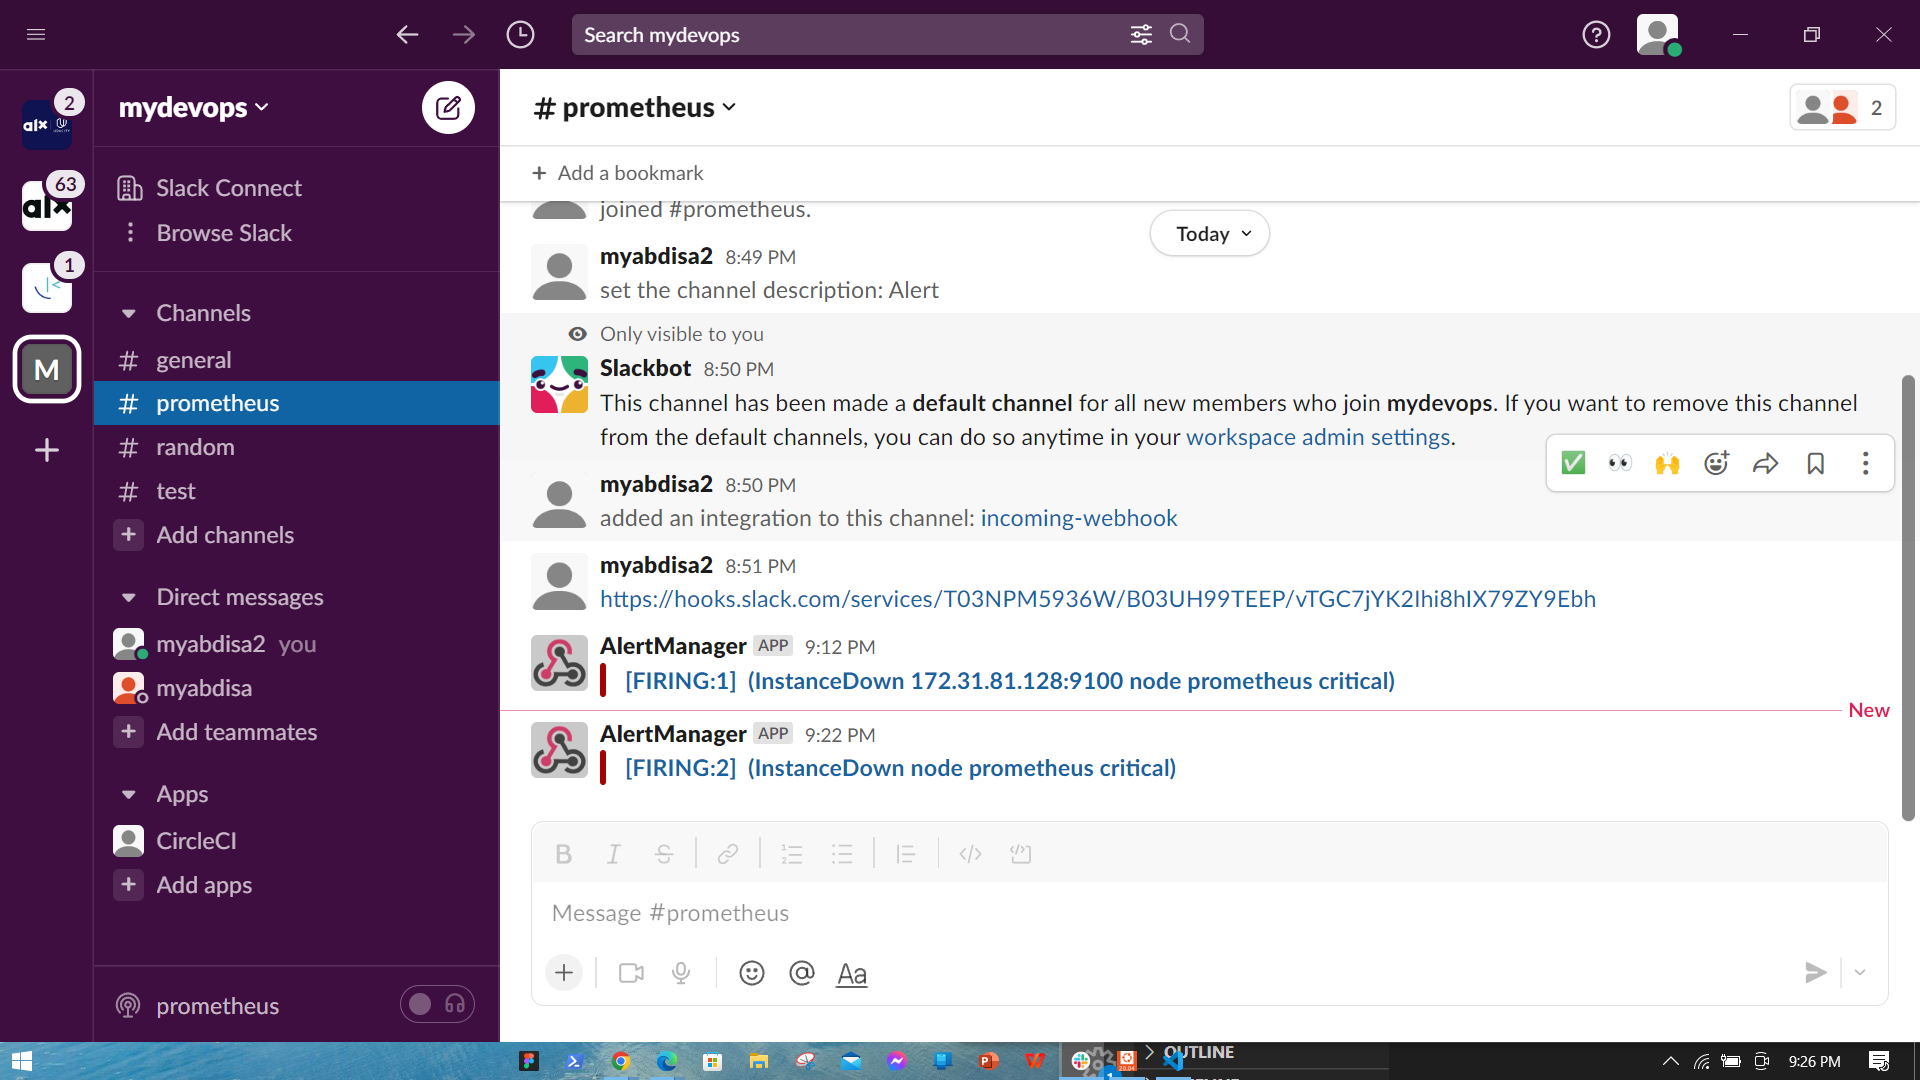 Search mydevops
2
63
1
M
mydevops
Slack Connect
Browse Slack
Channels
# general
# prometheus
# random
# test
+ Add channels
Direct messages
myabdisa2 you
myabdisa
+ Add teammates
Apps
CircleCI
+ Add apps
prometheus
# prometheus
2
+ Add a bookmark
joined #prometheus.
Today
myabdisa2 8:49 PM
set the channel description: Alert
Only visible to you
Slackbot 8:50 PM
This channel has been made a default channel for all new members who join mydevops. If you want to remove this channel
from the default channels, you can do so anytime in your workspace admin settings.
myabdisa2 8:50 PM
added an integration to this channel: incoming-webhook
myabdisa2 8:51 PM
https://hooks.slack.com/services/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
AlertManager APP 9:12 PM
[FIRING:1] (InstanceDown 172.31.81.128:9100 node prometheus critical)
New
AlertManager APP 9:22 PM
[FIRING:2] (InstanceDown node prometheus critical)
B I S
Message #prometheus
@ Aa
OUTLINE
9:26 PM